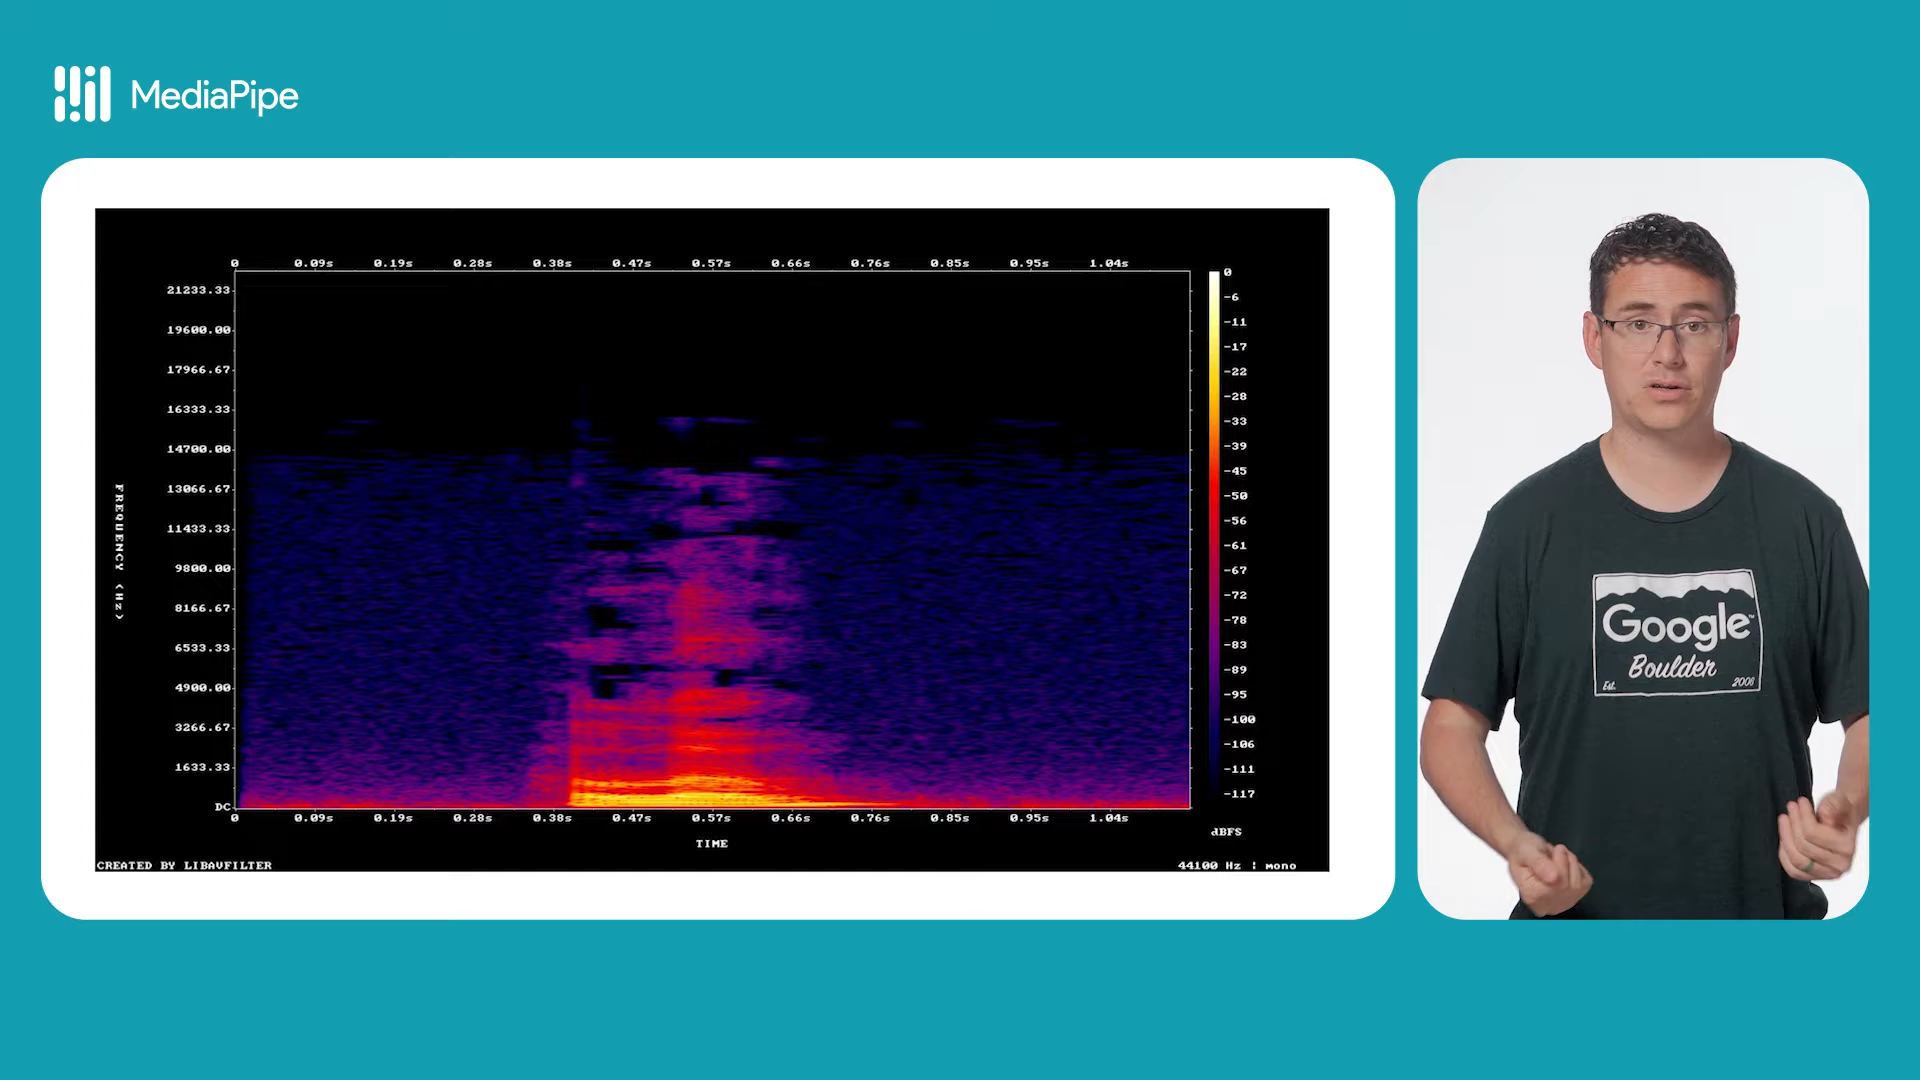 MediaPipe
0 0.09s 0.19s 0.28s 0.38s 0.47s 0.57s 0.66s 0.76s 0.85s 0.95s 1.04s
21233.33
19600.00
17966.67
16333.33
14700.00
13066.67
11433.33
9800.00
8166.67
6533.33
4900.00
3266.67
1633.33
DC
FREQUENCY (Hz)
0 0.09s 0.19s 0.28s 0.38s 0.47s 0.57s 0.66s 0.76s 0.85s 0.95s 1.04s
TIME
0
-6
-11
-17
-22
-28
-33
-39
-45
-50
-56
-61
-67
-72
-78
-83
-89
-95
-100
-106
-111
-117
dBFS
CREATED BY LIBAVFILTER
44100 Hz | mono
Google™
Boulder
Est. 2006